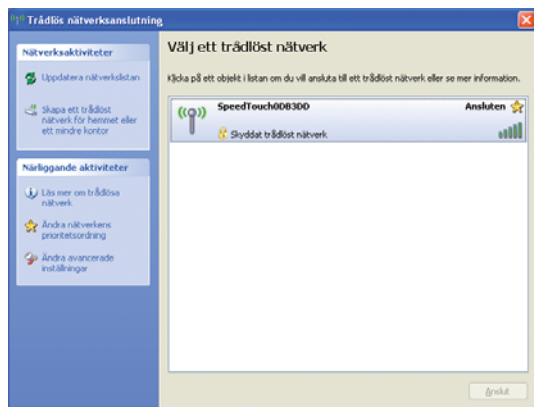 Trådlös nätverksanslutning
Nätverksaktiviteter
Uppdatera nätverkslistan
Skapa ett trådlöst
nätverk för hemmet eller
ett mindre kontor
Närliggande aktiviteter
Läs mer om trådlösa
nätverk
Ändra nätverkens
prioritetsordning
Ändra avancerade
inställningar
Välj ett trådlöst nätverk
Klicka på ett objekt i listan om du vill ansluta till ett trådlöst nätverk eller se mer information.
SpeedTouch0DB3DD Ansluten
Skyddat trådlöst nätverk
Anslut